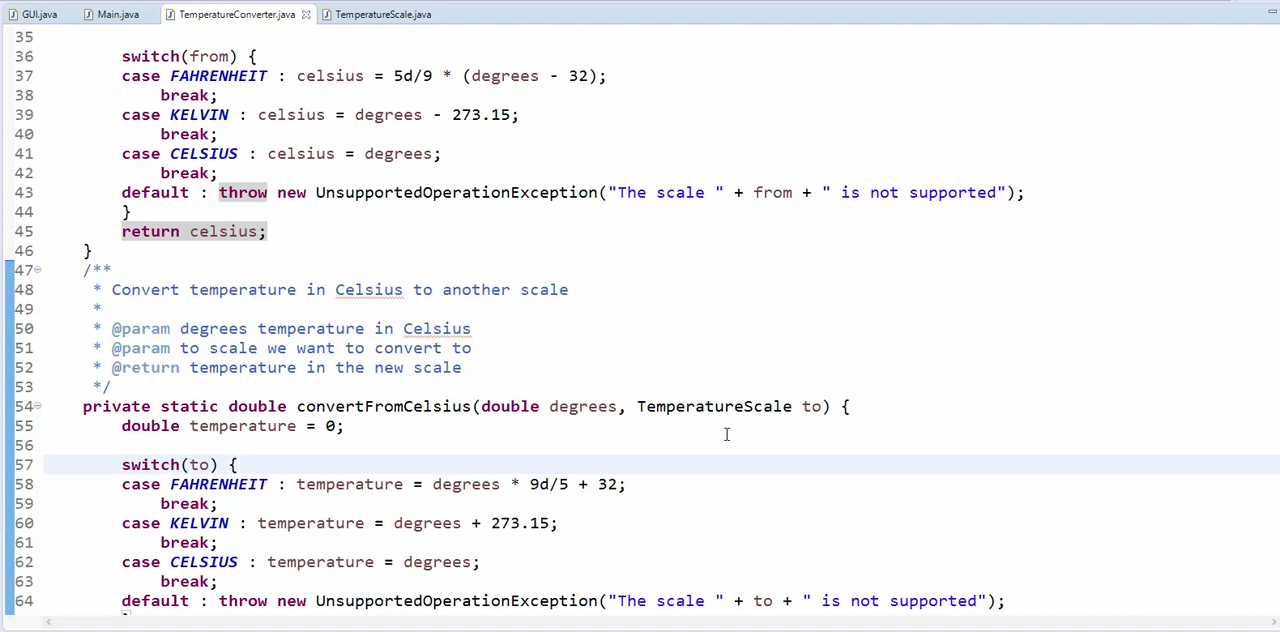 GUI.java Main.java TemperatureConverter.java TemperatureScale.java
35
36 switch(from) {
37 case FAHRENHEIT : celsius = 5d/9 * (degrees - 32);
38 break;
39 case KELVIN : celsius = degrees - 273.15;
40 break;
41 case CELSIUS : celsius = degrees;
42 break;
43 default : throw new UnsupportedOperationException("The scale " + from + " is not supported");
44 }
45 return celsius;
46 }
47 /**
48 * Convert temperature in Celsius to another scale
49 *
50 * @param degrees temperature in Celsius
51 * @param to scale we want to convert to
52 * @return temperature in the new scale
53 */
54 private static double convertFromCelsius(double degrees, TemperatureScale to) {
55 double temperature = 0;
56
57 switch(to) {
58 case FAHRENHEIT : temperature = degrees * 9d/5 + 32;
59 break;
60 case KELVIN : temperature = degrees + 273.15;
61 break;
62 case CELSIUS : temperature = degrees;
63 break;
64 default : throw new UnsupportedOperationException("The scale " + to + " is not supported");